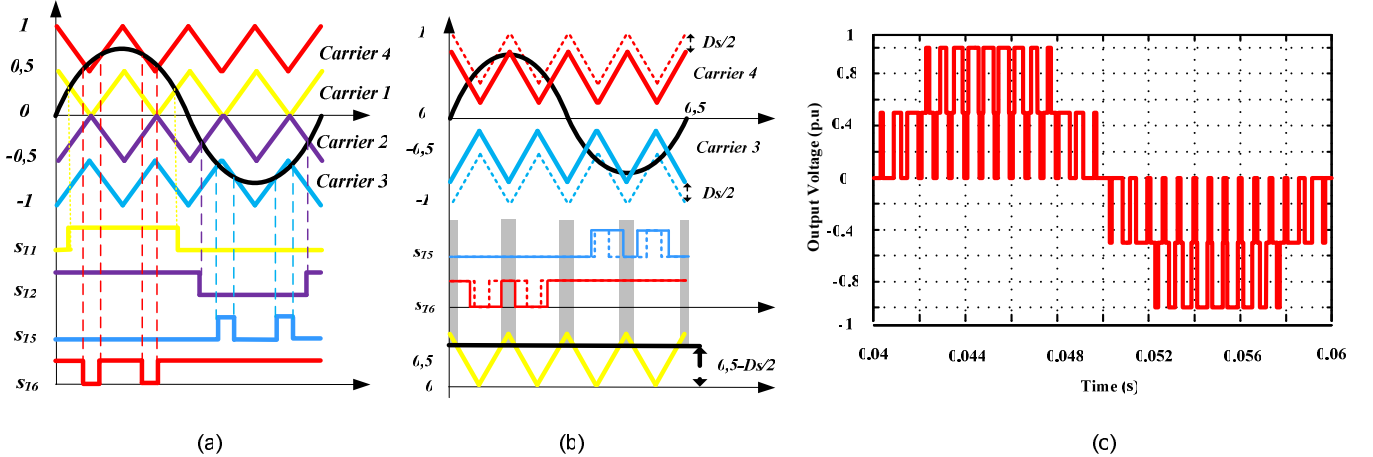 1
0,5
0
-0,5
-1
Carrier 4
Carrier 1
Carrier 2
Carrier 3
S11
S12
S15
S16
(a)
1
0
-0,5
-1
Ds/2
Carrier 4
0,5
Carrier 3
Ds/2
S15
S16
0,5
0
0,5-Ds/2
(b)
Output Voltage (p.u)
1
0.8
0.4
0
-0.4
-0.8
-1
0.04
0.044
0.048
0.052
0.056
0.06
Time (s)
(c)